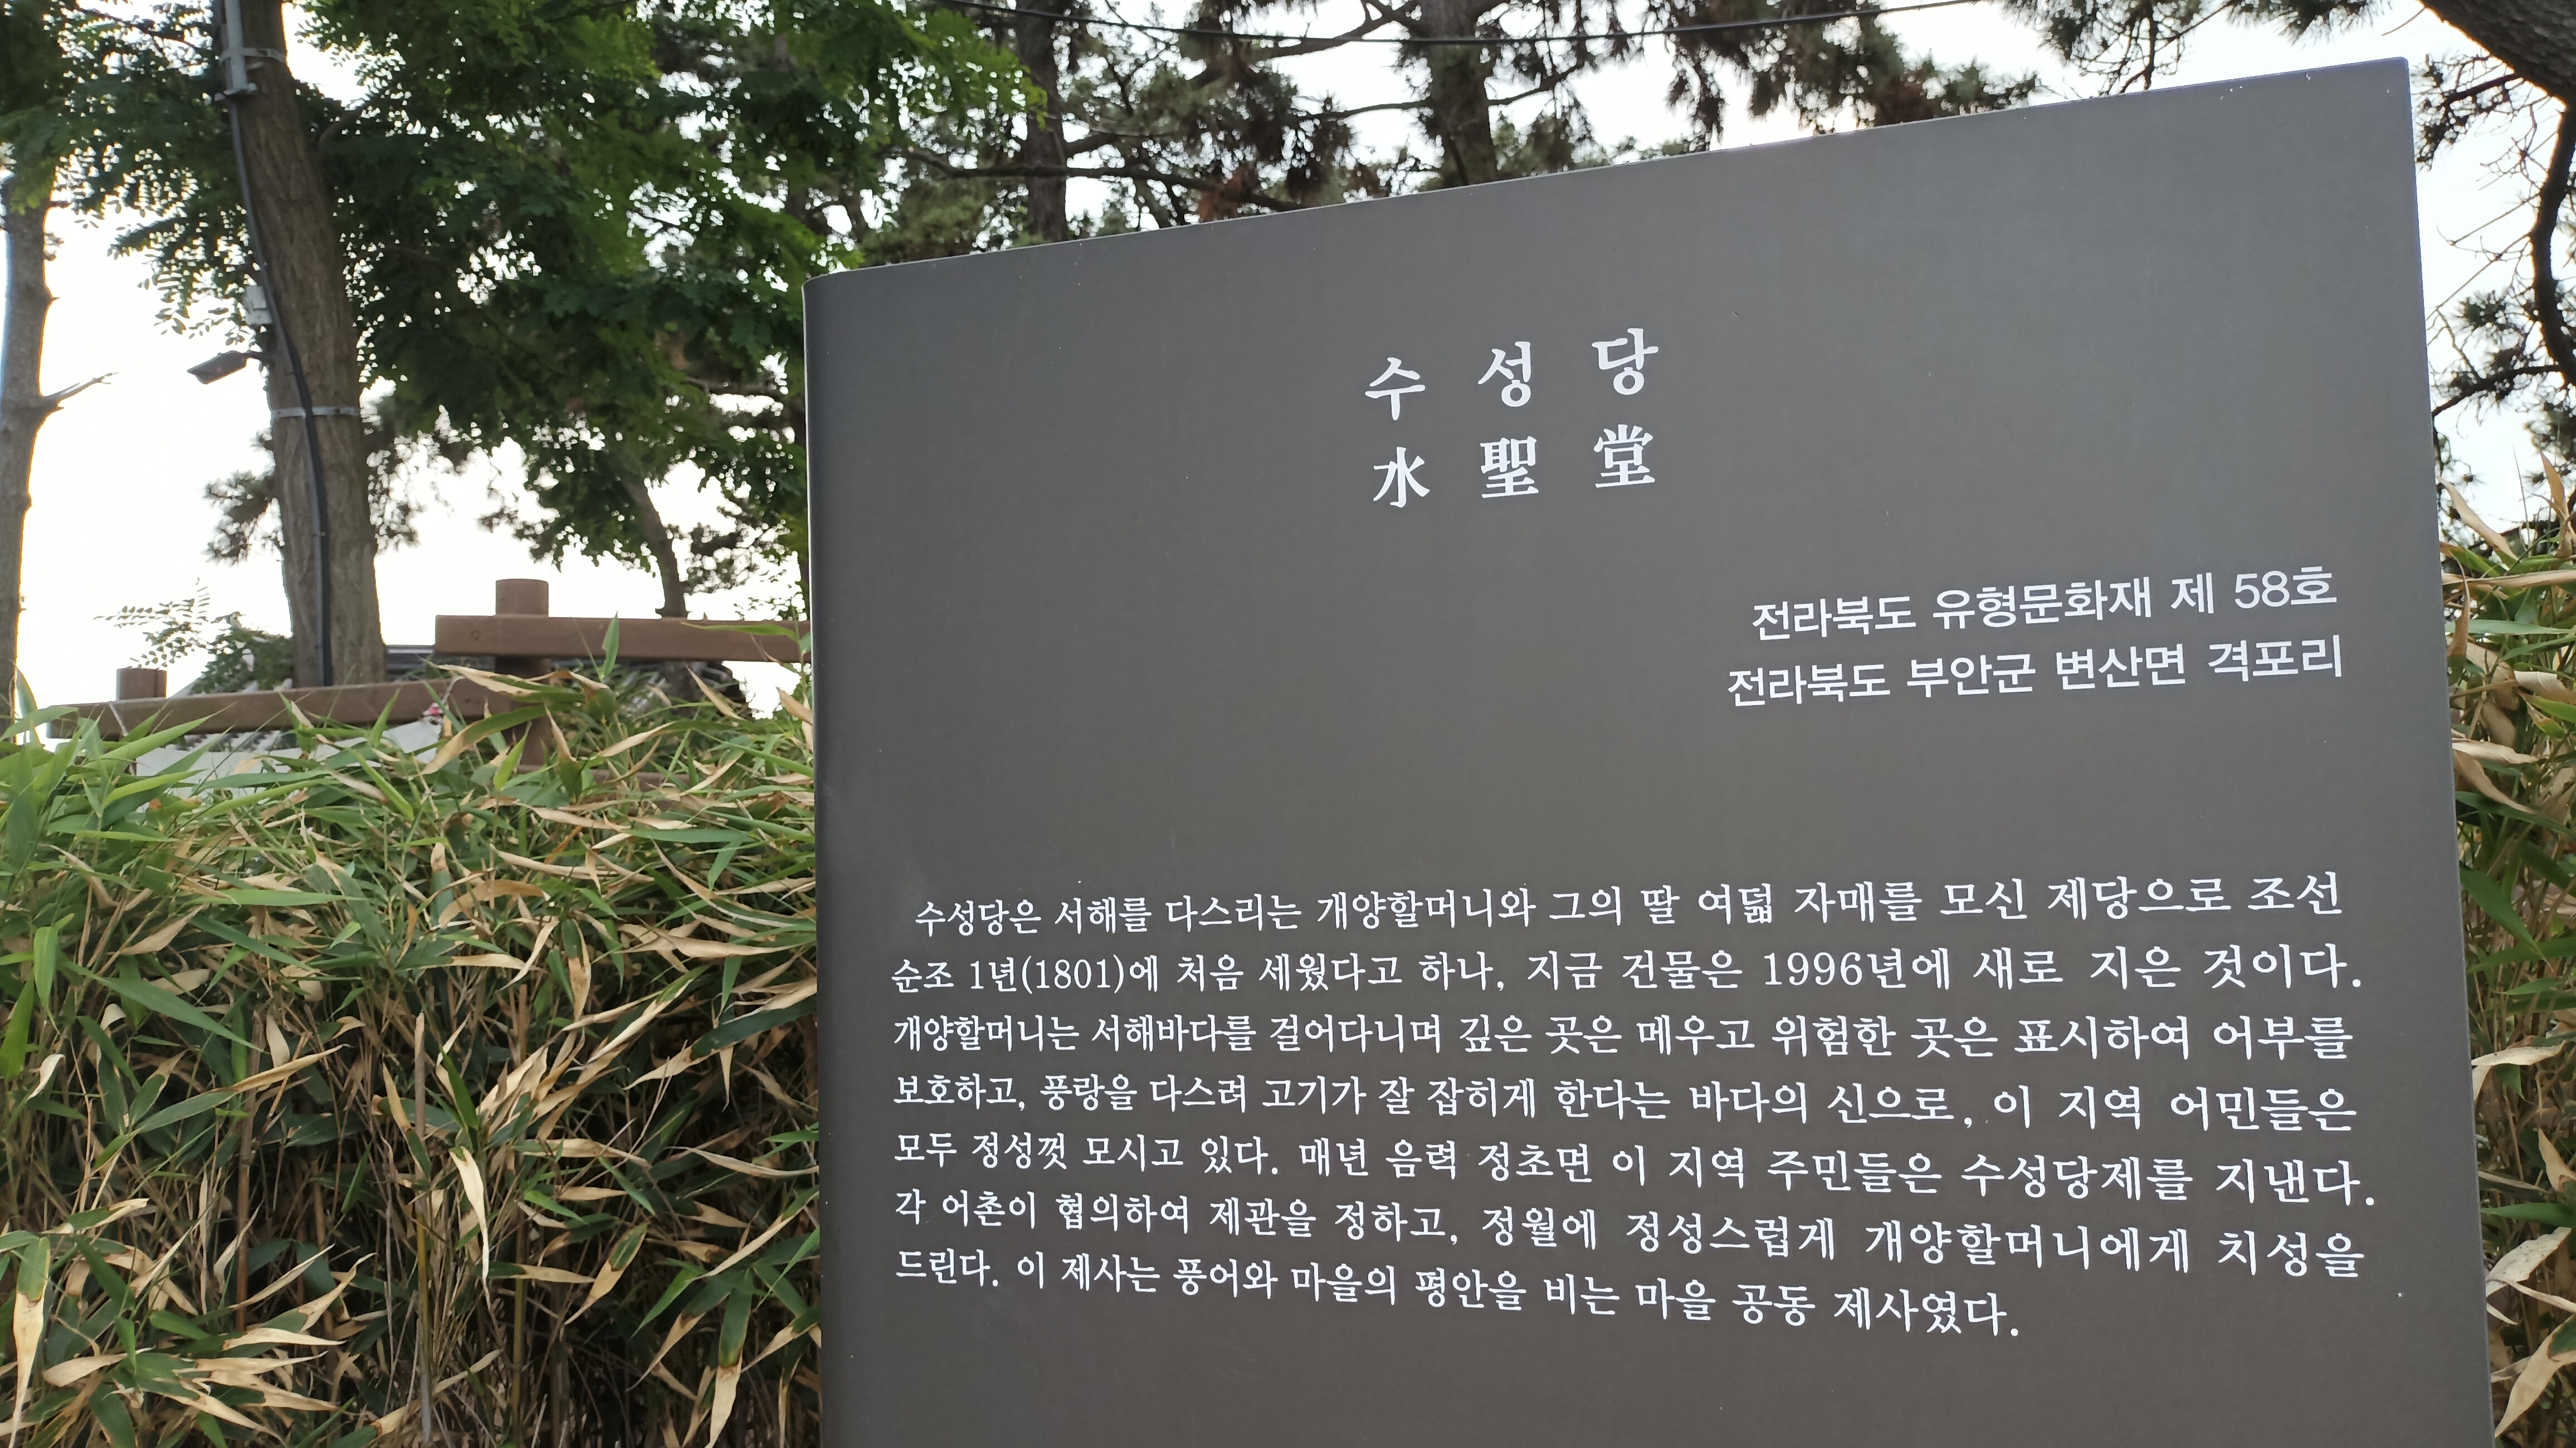 수 성 당
水 聖 堂
전라북도 유형문화재 제 58호
전라북도 부안군 변산면 격포리
수성당은 서해를 다스리는 개양할머니와 그의 딸 여덟 자매를 모신 제당으로 조선
순조 1년(1801)에 처음 세웠다고 하나, 지금 건물은 1996년에 새로 지은 것이다.
개양할머니는 서해바다를 걸어다니며 깊은 곳은 메우고 위험한 곳은 표시하여 어부를
보호하고, 풍랑을 다스려 고기가 잘 잡히게 한다는 바다의 신으로, 이 지역 어민들은
모두 정성껏 모시고 있다. 매년 음력 정초면 이 지역 주민들은 수성당제를 지낸다.
각 어촌이 협의하여 제관을 정하고, 정월에 정성스럽게 개양할머니에게 치성을
드린다. 이 제사는 풍어와 마을의 평안을 비는 마을 공동 제사였다.